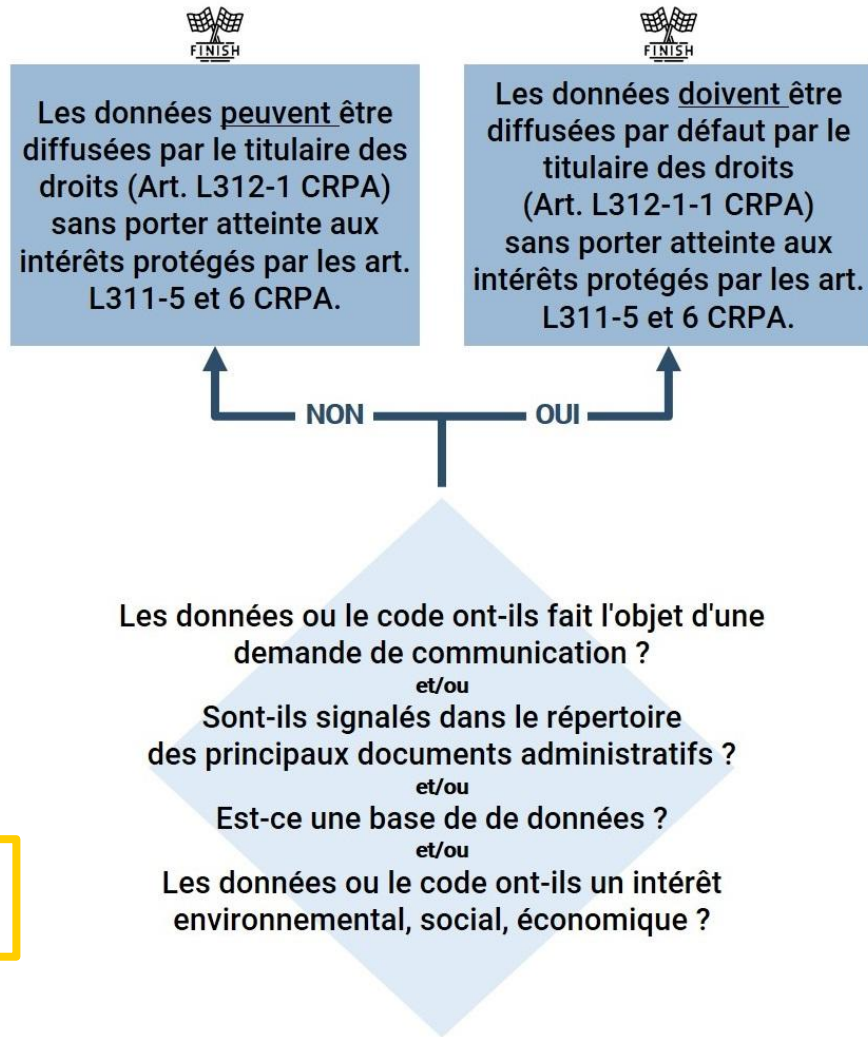 FINISH
Les données peuvent être
diffusées par le titulaire des
droits (Art. L312-1 CRPA)
sans porter atteinte aux
intérêts protégés par les art.
L311-5 et 6 CRPA.
FINISH
Les données doivent être
diffusées par défaut par le
titulaire des droits
(Art. L312-1-1 CRPA)
sans porter atteinte aux
intérêts protégés par les art.
L311-5 et 6 CRPA.
NON
OUI
Les données ou le code ont-ils fait l'objet d'une
demande de communication ?
et/ou
Sont-ils signalés dans le répertoire
des principaux documents administratifs ?
et/ou
Est-ce une base de de données ?
et/ou
Les données ou le code ont-ils un intérêt
environnemental, social, économique ?